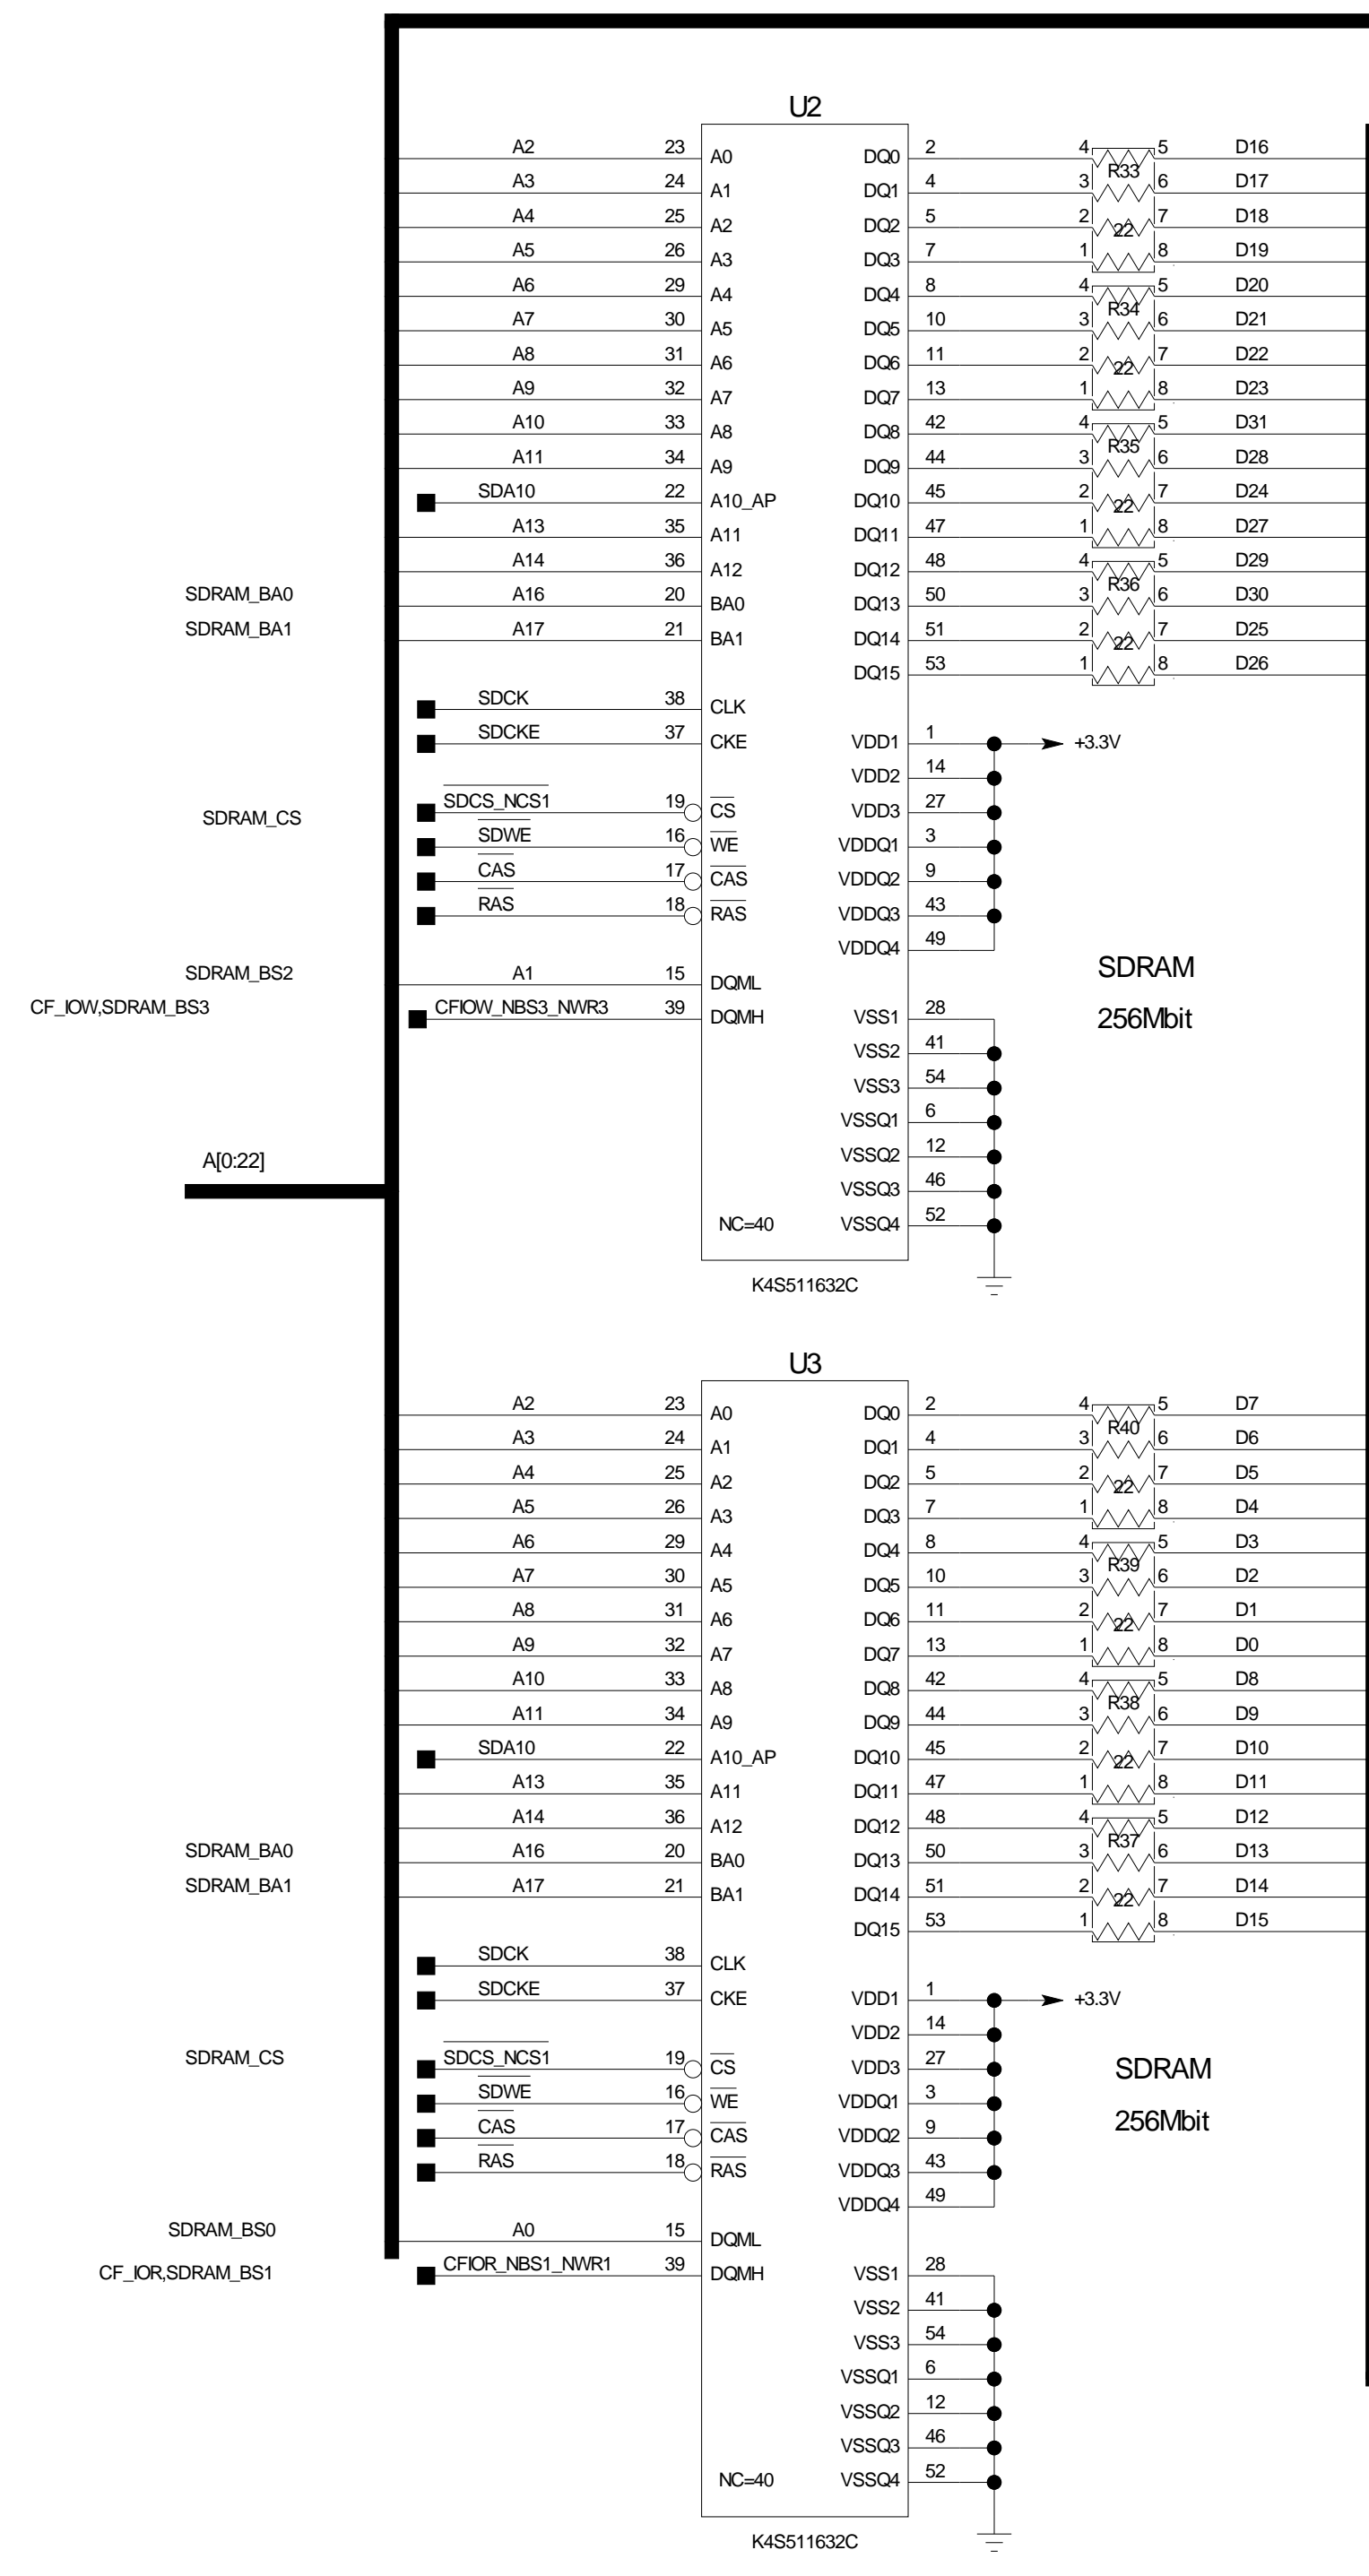 U2
A2 23 A0 DQ0 2 4 5 D16
R33
A3 24 A1 DQ1 4 3 6 D17
A4 25 A2 DQ2 5 2 7 D18
22
A5 26 A3 DQ3 7 1 8 D19
A6 29 A4 DQ4 8 4 5 D20
R34
A7 30 A5 DQ5 10 3 6 D21
A8 31 A6 DQ6 11 2 7 D22
22
A9 32 A7 DQ7 13 1 8 D23
A10 33 A8 DQ8 42 4 5 D31
R35
A11 34 A9 DQ9 44 3 6 D28
SDA10 22 A10_AP DQ10 45 2 7 D24
22
A13 35 A11 DQ11 47 1 8 D27
A14 36 A12 DQ12 48 4 5 D29
R36
SDRAM_BA0 A16 20 BA0 DQ13 50 3 6 D30
SDRAM_BA1 A17 21 BA1 DQ14 51 2 7 D25
22
DQ15 53 1 8 D26
SDCK 38 CLK
SDCKE 37 CKE VDD1 1 +3.3V
VDD2 14
SDRAM_CS SDCS_NCS1 19 CS VDD3 27
SDWE 16 WE VDDQ1 3
CAS 17 CAS VDDQ2 9
RAS 18 RAS VDDQ3 43
VDDQ4 49
SDRAM
256Mbit
SDRAM_BS2 A1 15 DQML
CF_IOW,SDRAM_BS3 CFIOW_NBS3_NWR3 39 DQMH VSS1 28
VSS2 41
VSS3 54
VSSQ1 6
VSSQ2 12
A[0:22]
VSSQ3 46
NC=40 VSSQ4 52
K4S511632C
U3
A2 23 A0 DQ0 2 4 5 D7
R40
A3 24 A1 DQ1 4 3 6 D6
A4 25 A2 DQ2 5 2 7 D5
22
A5 26 A3 DQ3 7 1 8 D4
A6 29 A4 DQ4 8 4 5 D3
R39
A7 30 A5 DQ5 10 3 6 D2
A8 31 A6 DQ6 11 2 7 D1
22
A9 32 A7 DQ7 13 1 8 D0
A10 33 A8 DQ8 42 4 5 D8
R38
A11 34 A9 DQ9 44 3 6 D9
SDA10 22 A10_AP DQ10 45 2 7 D10
22
A13 35 A11 DQ11 47 1 8 D11
A14 36 A12 DQ12 48 4 5 D12
R37
SDRAM_BA0 A16 20 BA0 DQ13 50 3 6 D13
SDRAM_BA1 A17 21 BA1 DQ14 51 2 7 D14
22
DQ15 53 1 8 D15
SDCK 38 CLK
SDCKE 37 CKE VDD1 1 +3.3V
VDD2 14
SDRAM_CS SDCS_NCS1 19 CS VDD3 27
SDWE 16 WE VDDQ1 3
CAS 17 CAS VDDQ2 9
RAS 18 RAS VDDQ3 43
VDDQ4 49
SDRAM
256Mbit
SDRAM_BS0 A0 15 DQML
CF_IOR,SDRAM_BS1 CFIOR_NBS1_NWR1 39 DQMH VSS1 28
VSS2 41
VSS3 54
VSSQ1 6
VSSQ2 12
VSSQ3 46
NC=40 VSSQ4 52
K4S511632C